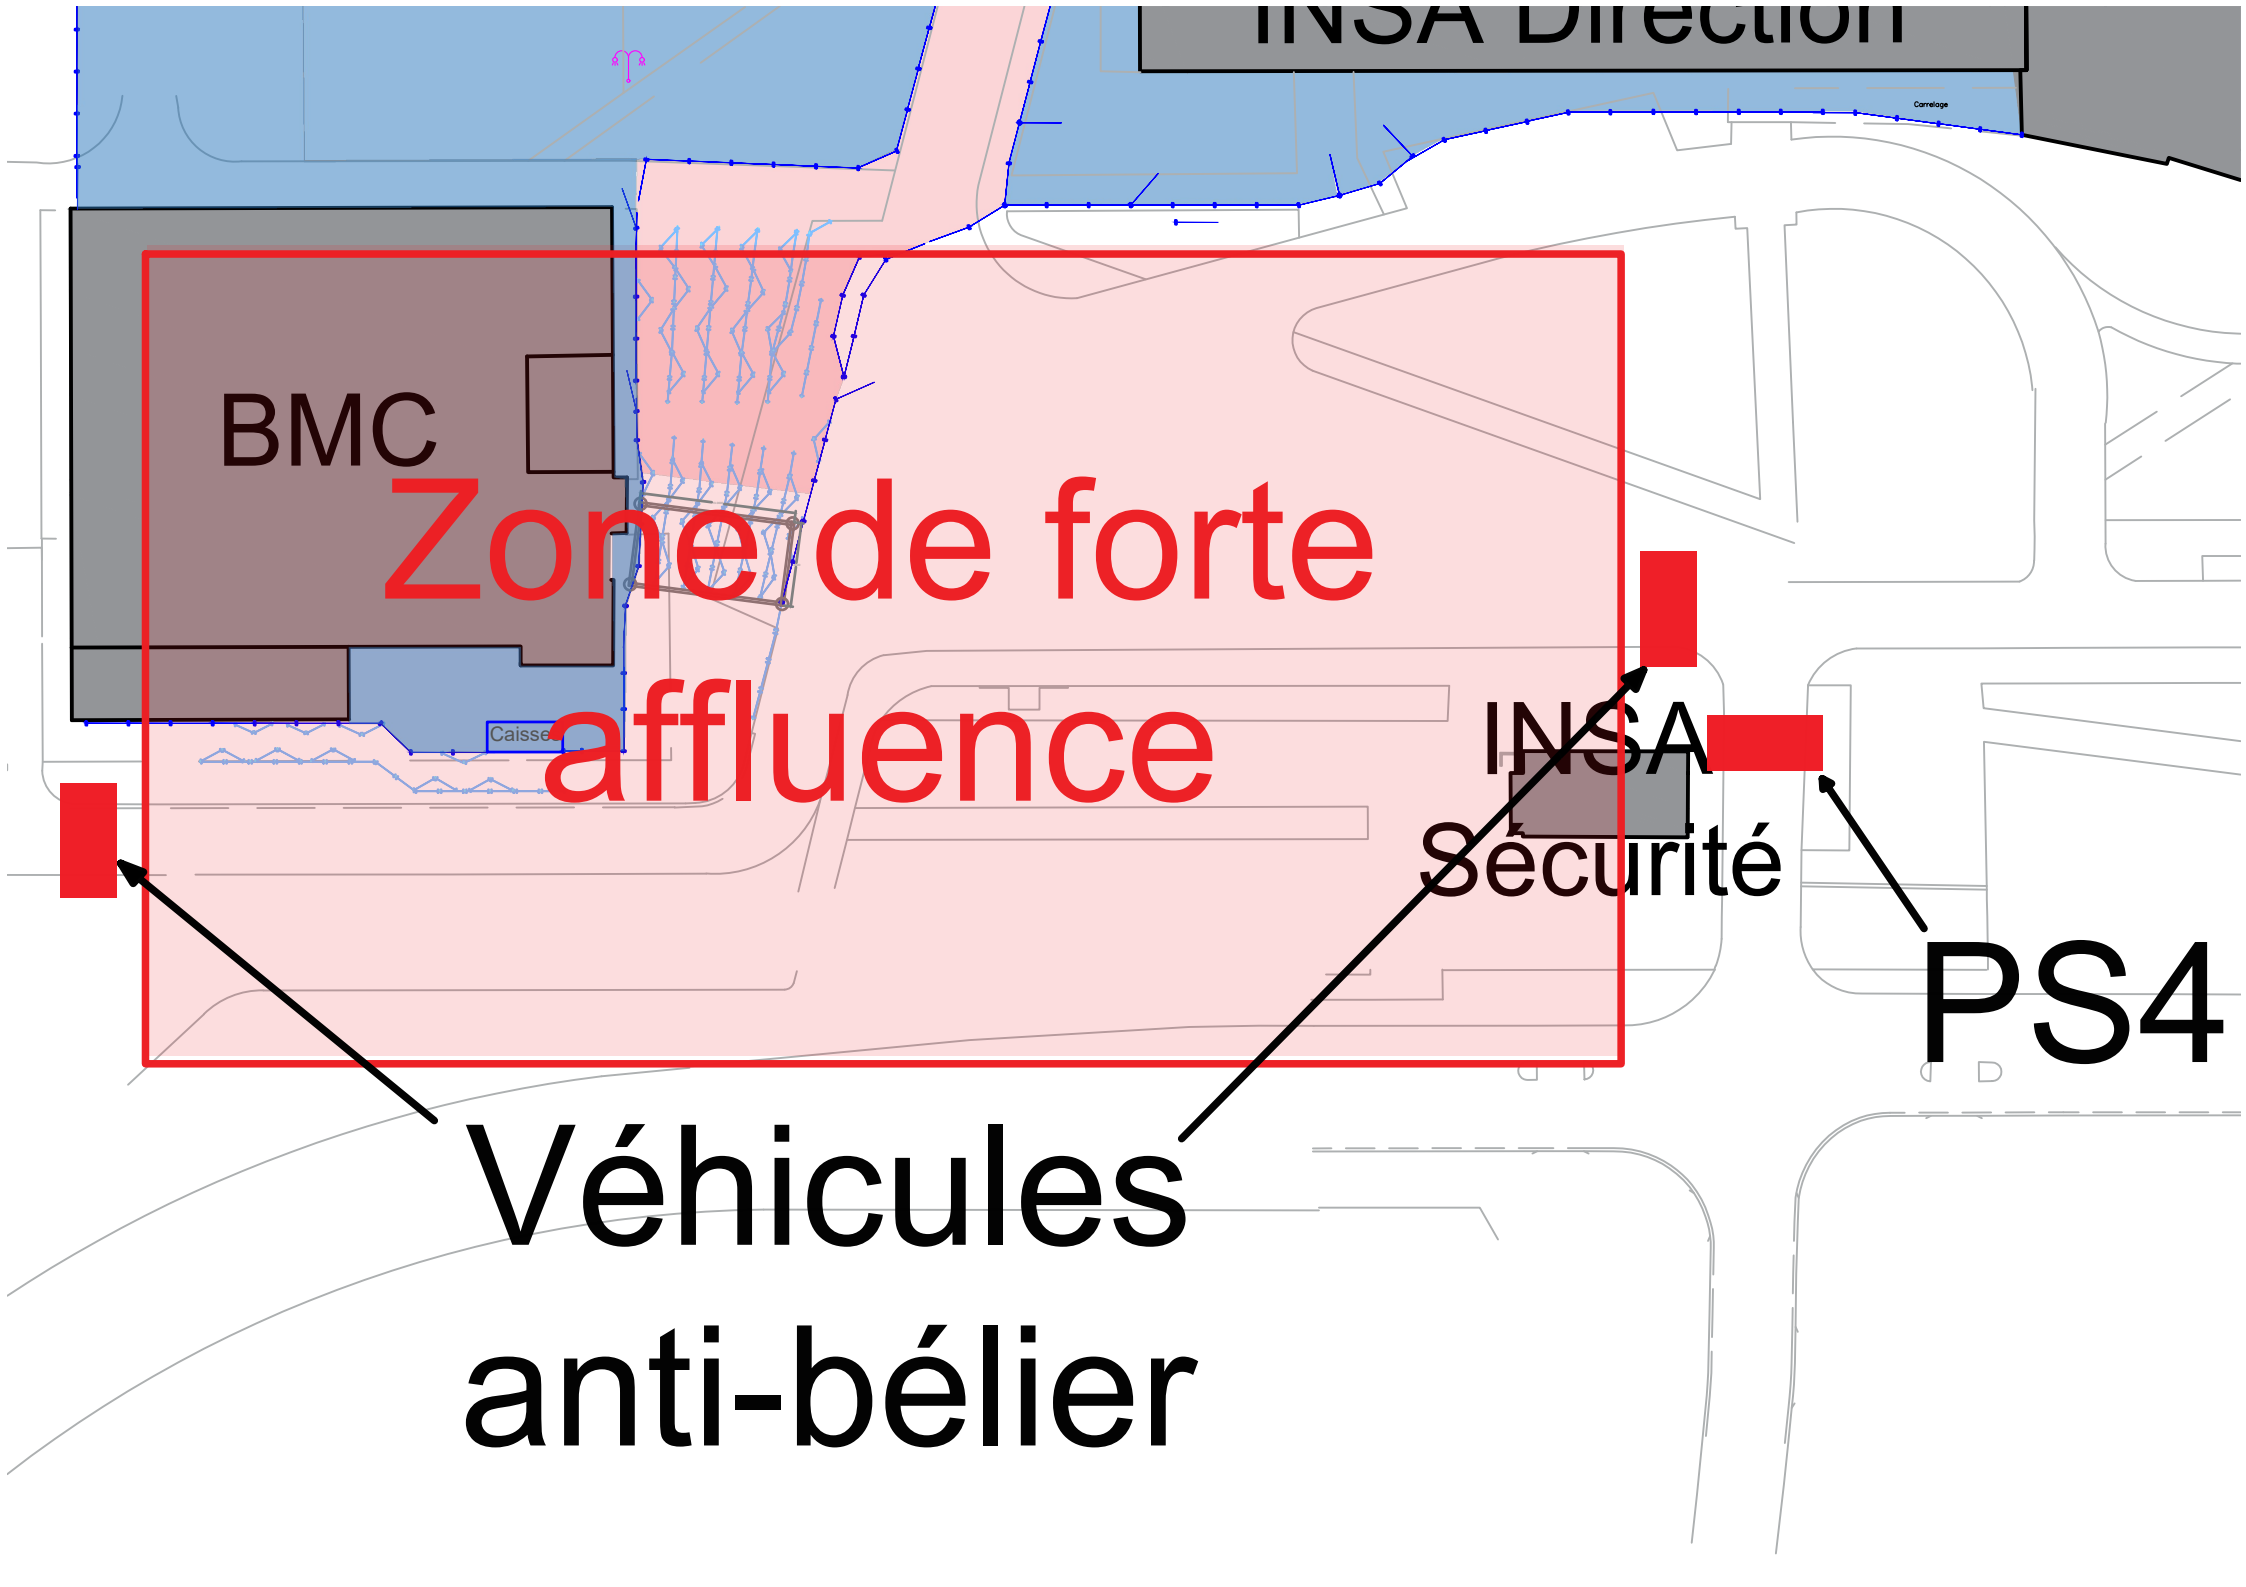 INSA Direction
Carrelage
BMC
Zone de forte
affluence
Caisse
INSA
Sécurité
PS4
Véhicules
anti-bélier